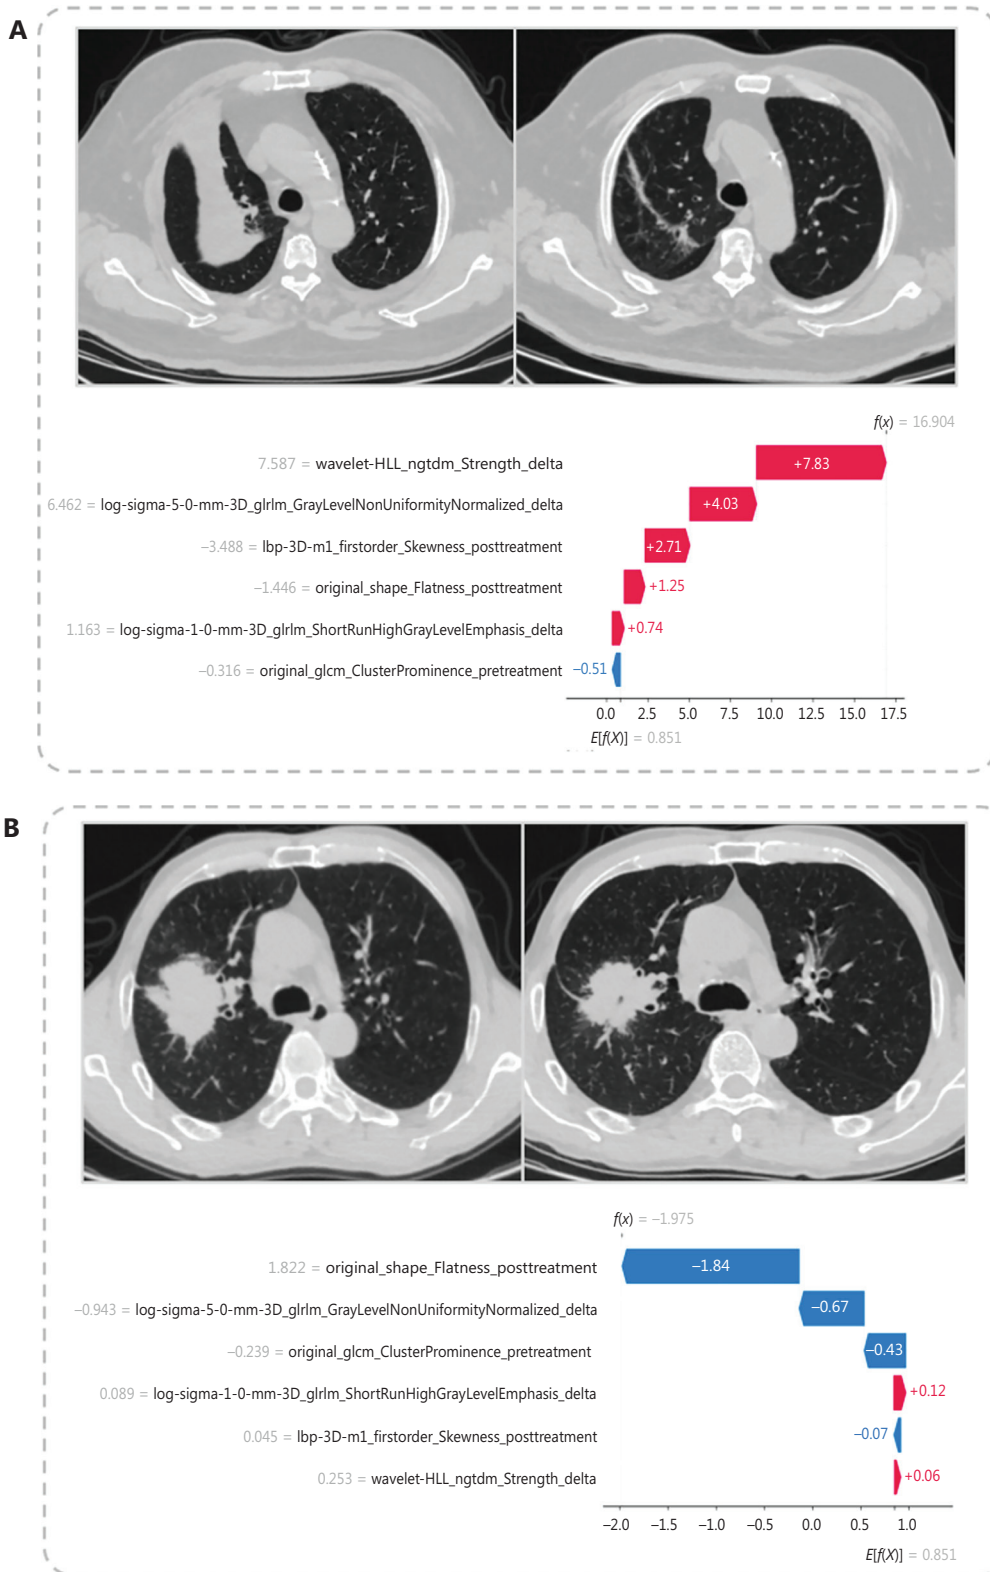 A
f(x) = 16.904
7.587 = wavelet-HLL_ngtdm_Strength_delta
+7.83
6.462 = log-sigma-5-0-mm-3D_glrlm_GrayLevelNonUniformityNormalized_delta
+4.03
−3.488 = lbp-3D-m1_firstorder_Skewness_posttreatment
+2.71
−1.446 = original_shape_Flatness_posttreatment
+1.25
1.163 = log-sigma-1-0-mm-3D_glrlm_ShortRunHighGrayLevelEmphasis_delta
+0.74
−0.316 = original_glcm_ClusterProminence_pretreatment
−0.51
0.0 2.5 5.0 7.5 10.0 12.5 15.0 17.5
E[f(X)] = 0.851
B
f(x) = −1.975
1.822 = original_shape_Flatness_posttreatment
−1.84
−0.943 = log-sigma-5-0-mm-3D_glrlm_GrayLevelNonUniformityNormalized_delta
−0.67
−0.239 = original_glcm_ClusterProminence_pretreatment
−0.43
0.089 = log-sigma-1-0-mm-3D_glrlm_ShortRunHighGrayLevelEmphasis_delta
+0.12
0.045 = lbp-3D-m1_firstorder_Skewness_posttreatment
−0.07
0.253 = wavelet-HLL_ngtdm_Strength_delta
+0.06
−2.0 −1.5 −1.0 −0.5 0.0 0.5 1.0
E[f(X)] = 0.851